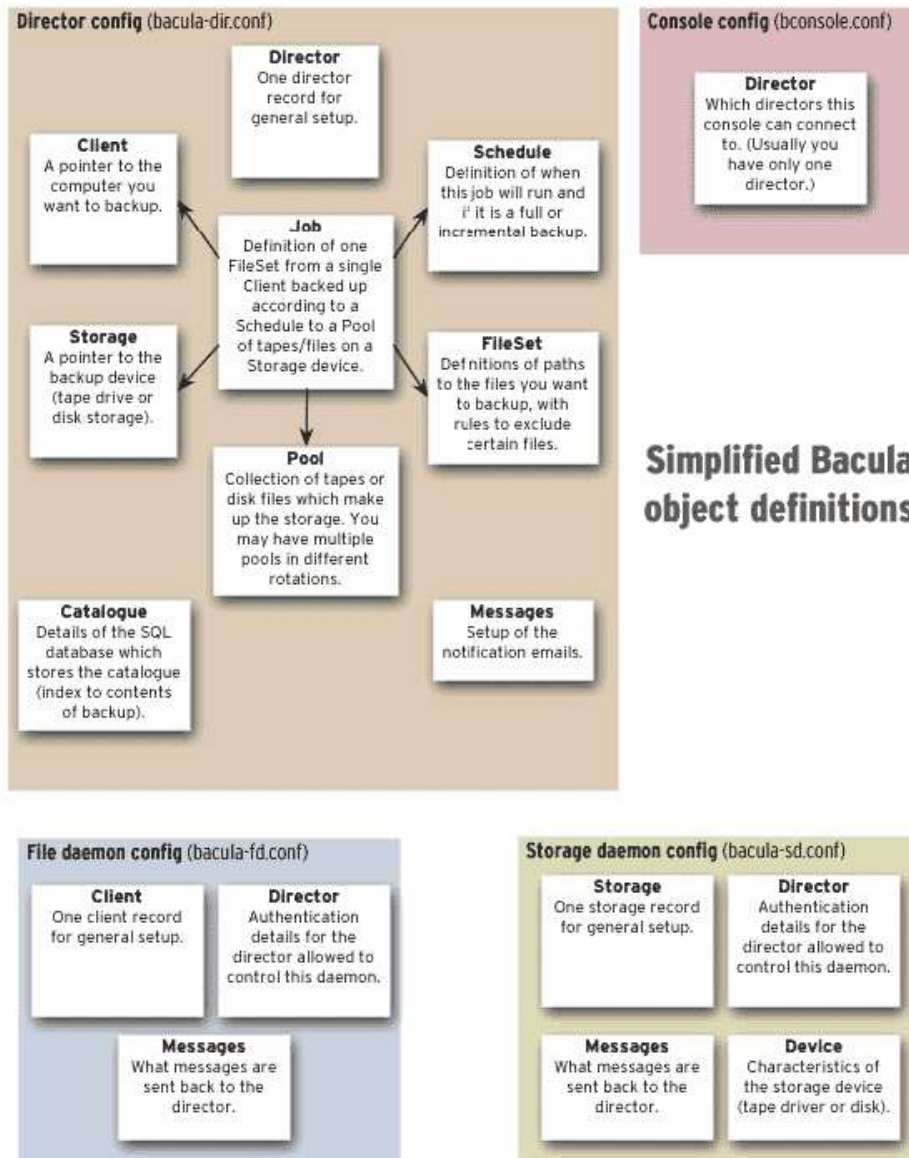 Director config (bacula-dir.conf)
Director
One director
record for
general setup.
Client
A pointer to the
computer you
want to backup.
Schedule
Definition of when
this job will run and
if it is a full or
incremental backup.
Job
Definition of one
FileSet from a single
Client backed up
according to a
Schedule to a Pool
of tapes/files on a
Storage device.
Storage
A pointer to the
backup device
(tape drive or
disk storage).
FileSet
Definitions of paths
to the files you want
to backup, with
rules to exclude
certain files.
Pool
Collection of tapes or
disk files which make
up the storage. You
may have multiple
pools in different
rotations.
Catalogue
Details of the SQL
database which
stores the catalogue
(index to contents
of backup).
Messages
Setup of the
notification emails.
Console config (bconsole.conf)
Director
Which directors this
console can connect
to. (Usually you
have only one
director.)
Simplified Bacula
object definitions
File daemon config (bacula-fd.conf)
Client
One client record
for general setup.
Director
Authentication
details for the
director allowed to
control this daemon.
Messages
What messages are
sent back to the
director.
Storage daemon config (bacula-sd.conf)
Storage
One storage record
for general setup.
Director
Authentication
details for the
director allowed to
control this daemon.
Messages
What messages are
sent back to the
director.
Device
Characteristics of
the storage device
(tape driver or disk).